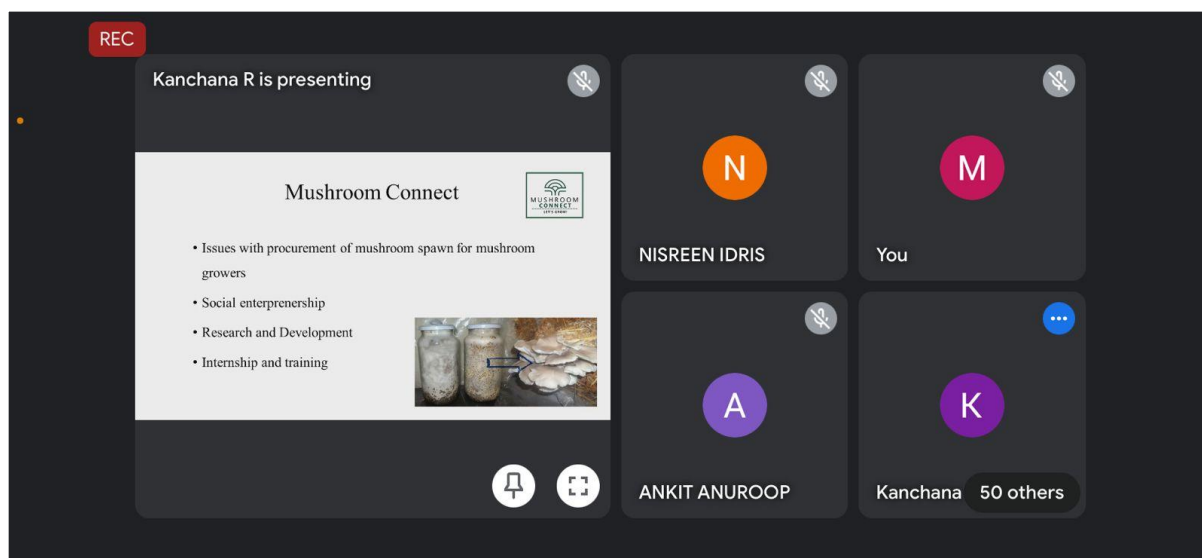 REC
Kanchana R is presenting
Mushroom Connect
MUSHROOM
CONNECT
• Issues with procurement of mushroom spawn for mushroom
growers
• Social enterprenership
• Research and Development
• Internship and training
N
NISREEN IDRIS
M
You
A
ANKIT ANUROOP
K
Kanchana
50 others